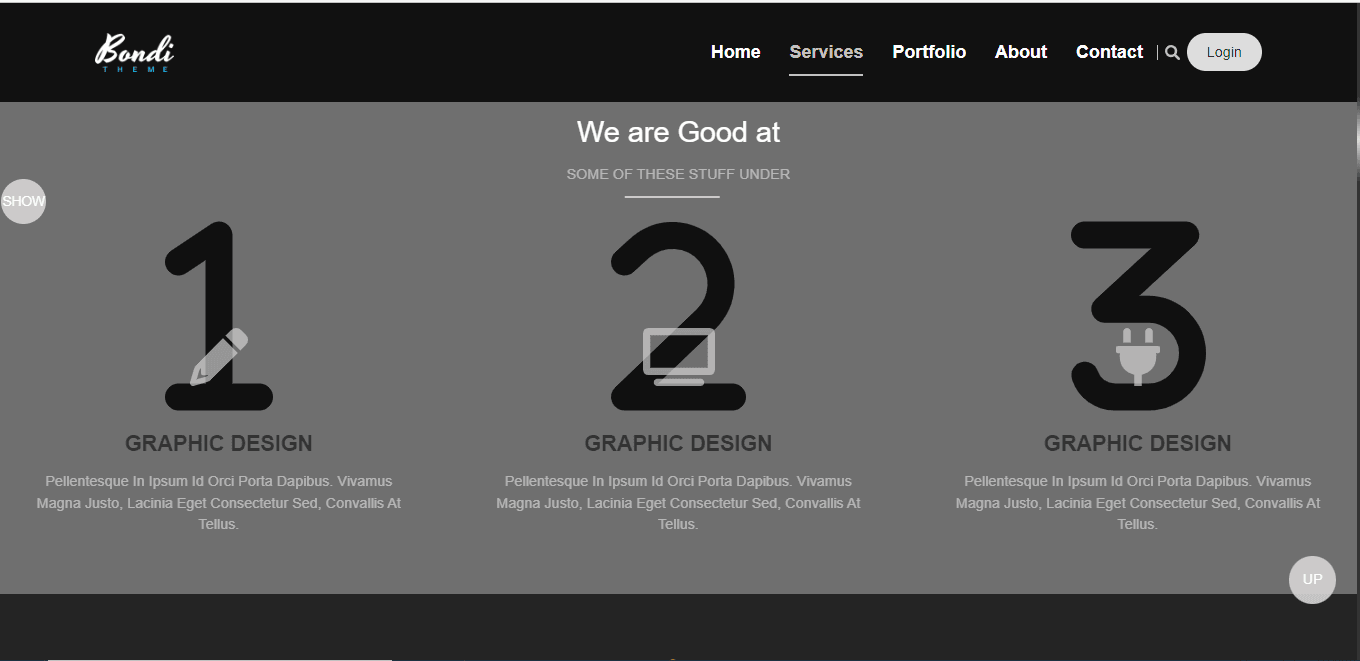 Bondi
THEME
Home Services Portfolio About Contact | Login
We are Good at
SOME OF THESE STUFF UNDER
SHOW
1 2 3
GRAPHIC DESIGN GRAPHIC DESIGN GRAPHIC DESIGN
Pellentesque In Ipsum Id Orci Porta Dapibus. Vivamus
Magna Justo, Lacinia Eget Consectetur Sed, Convallis At
Tellus.
Pellentesque In Ipsum Id Orci Porta Dapibus. Vivamus
Magna Justo, Lacinia Eget Consectetur Sed, Convallis At
Tellus.
Pellentesque In Ipsum Id Orci Porta Dapibus. Vivamus
Magna Justo, Lacinia Eget Consectetur Sed, Convallis At
Tellus.
UP